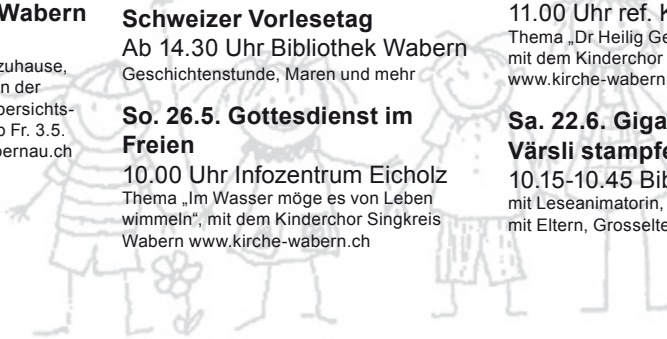 Wabern
zuhause,
n der
bersichts-
Fr. 3.5.
bernau.ch
Schweizer Vorlesetag
Ab 14.30 Uhr Bibliothek Wabern
Geschichtenstunde, Maren und mehr
So. 26.5. Gottesdienst im
Freien
10.00 Uhr Infozentrum Eicholz
Thema „Im Wasser möge es von Leben
wimmeln“, mit dem Kinderchor Singkreis
Wabern www.kirche-wabern.ch
11.00 Uhr ref. K
Thema „Dr Heilig Ge
mit dem Kinderchor
www.kirche-wabern
Sa. 22.6. Giga
Värsli stampfe
10.15-10.45 Bib
mit Leseanimatorin,
mit Eltern, Grosselte